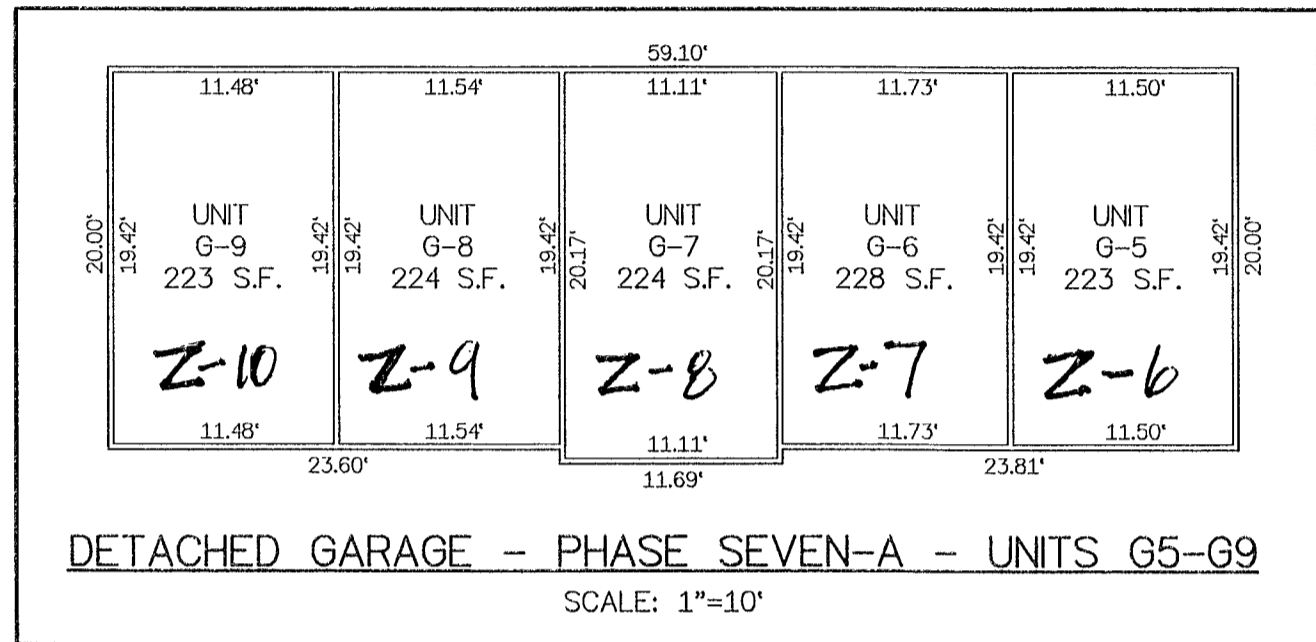 59.10'
11.48' 11.54' 11.11' 11.73' 11.50'
20.00' 19.42' UNIT 19.42' 19.42' UNIT 19.42' 20.17' UNIT 20.17' 19.42' UNIT 19.42' 19.42' UNIT 19.42' 20.00'
G-9 G-8 G-7 G-6 G-5
223 S.F. 224 S.F. 224 S.F. 228 S.F. 223 S.F.
Z-10 Z-9 Z-8 Z-7 Z-6
11.48' 11.54' 11.11' 11.73' 11.50'
23.60' 11.69' 23.81'
DETACHED GARAGE - PHASE SEVEN-A - UNITS G5-G9
SCALE: 1"=10'